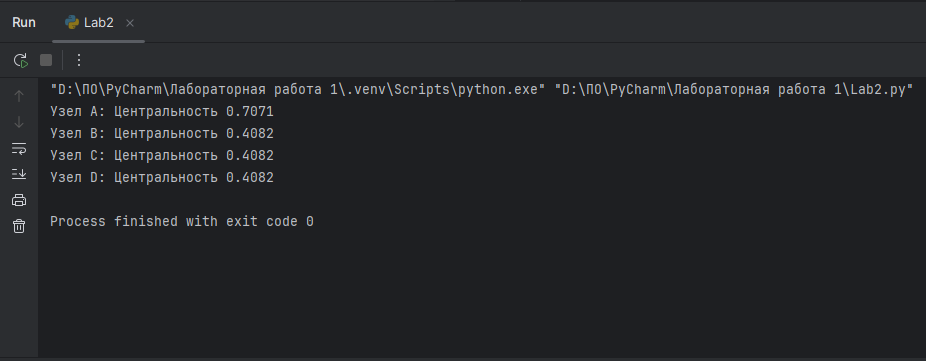 Run Lab2
"D:\ПО\PyCharm\Лабораторная работа 1\.venv\Scripts\python.exe" "D:\ПО\PyCharm\Лабораторная работа 1\Lab2.py"
Узел A: Центральность 0.7071
Узел B: Центральность 0.4082
Узел C: Центральность 0.4082
Узел D: Центральность 0.4082
Process finished with exit code 0